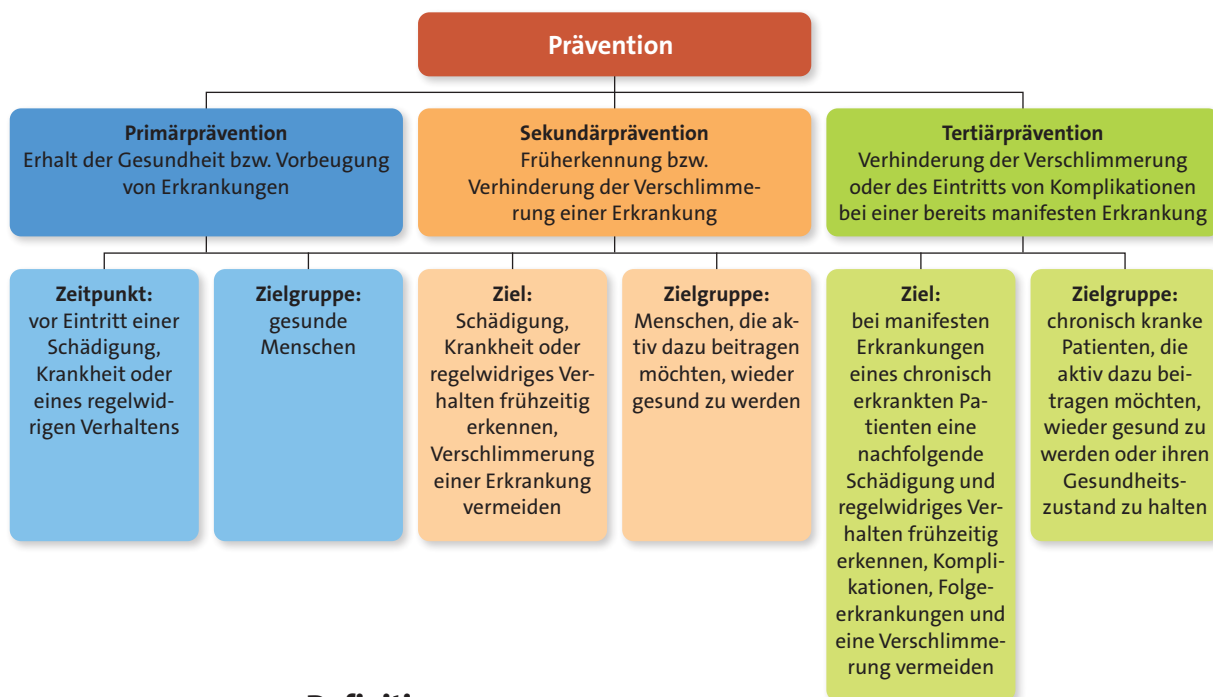 Prävention
Primärprävention
Erhalt der Gesundheit bzw. Vorbeugung
von Erkrankungen
Sekundärprävention
Früherkennung bzw.
Verhinderung der Verschlimme-
rung einer Erkrankung
Tertiärprävention
Verhinderung der Verschlimmerung
oder des Eintritts von Komplikationen
bei einer bereits manifesten Erkrankung
Zeitpunkt:
vor Eintritt einer
Schädigung,
Krankheit oder
eines regelwid-
rigen Verhaltens
Zielgruppe:
gesunde
Menschen
Ziel:
Schädigung,
Krankheit oder
regelwidriges Ver-
halten frühzeitig
erkennen,
Verschlimmerung
einer Erkrankung
vermeiden
Zielgruppe:
Menschen, die ak-
tiv dazu beitragen
möchten, wieder
gesund zu werden
Ziel:
bei manifesten
Erkrankungen
eines chronisch
erkrankten Pa-
tienten eine
nachfolgende
Schädigung und
regelwidriges Ver-
halten frühzeitig
erkennen, Kompli-
kationen, Folge-
erkrankungen und
eine Verschlimme-
rung vermeiden
Zielgruppe:
chronisch kranke
Patienten, die
aktiv dazu bei-
tragen möchten,
wieder gesund zu
werden oder ihren
Gesundheits-
zustand zu halten